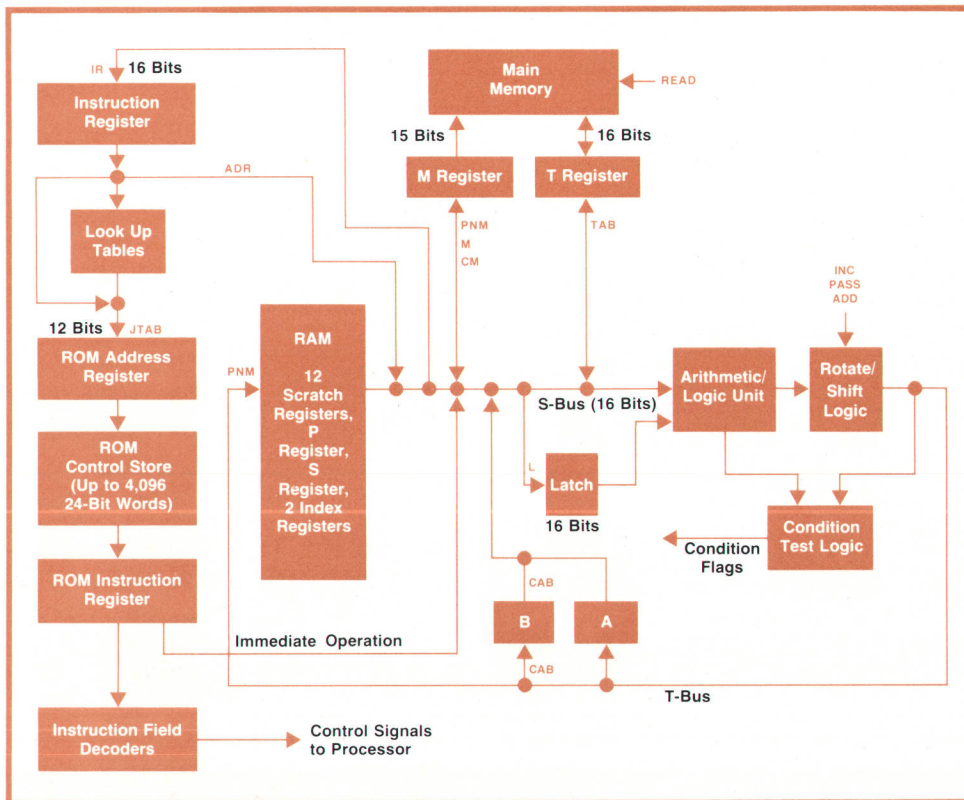 IR
16 Bits
Instruction
Register
Main
Memory
READ
15 Bits
16 Bits
M Register
T Register
ADR
PNM
M
CM
TAB
Look Up
Tables
INC
PASS
ADD
12 Bits
JTAB
ROM Address
Register
PNM
RAM
12
Scratch
Registers,
P
Register,
S
Register,
2 Index
Registers
S-Bus (16 Bits)
Arithmetic/
Logic Unit
Rotate/
Shift
Logic
ROM
Control Store
(Up to 4,096
24-Bit Words)
L
Latch
16 Bits
Condition
Test Logic
Condition
Flags
ROM Instruction
Register
CAB
B
A
Immediate Operation
CAB
T-Bus
Instruction Field
Decoders
Control Signals
to Processor